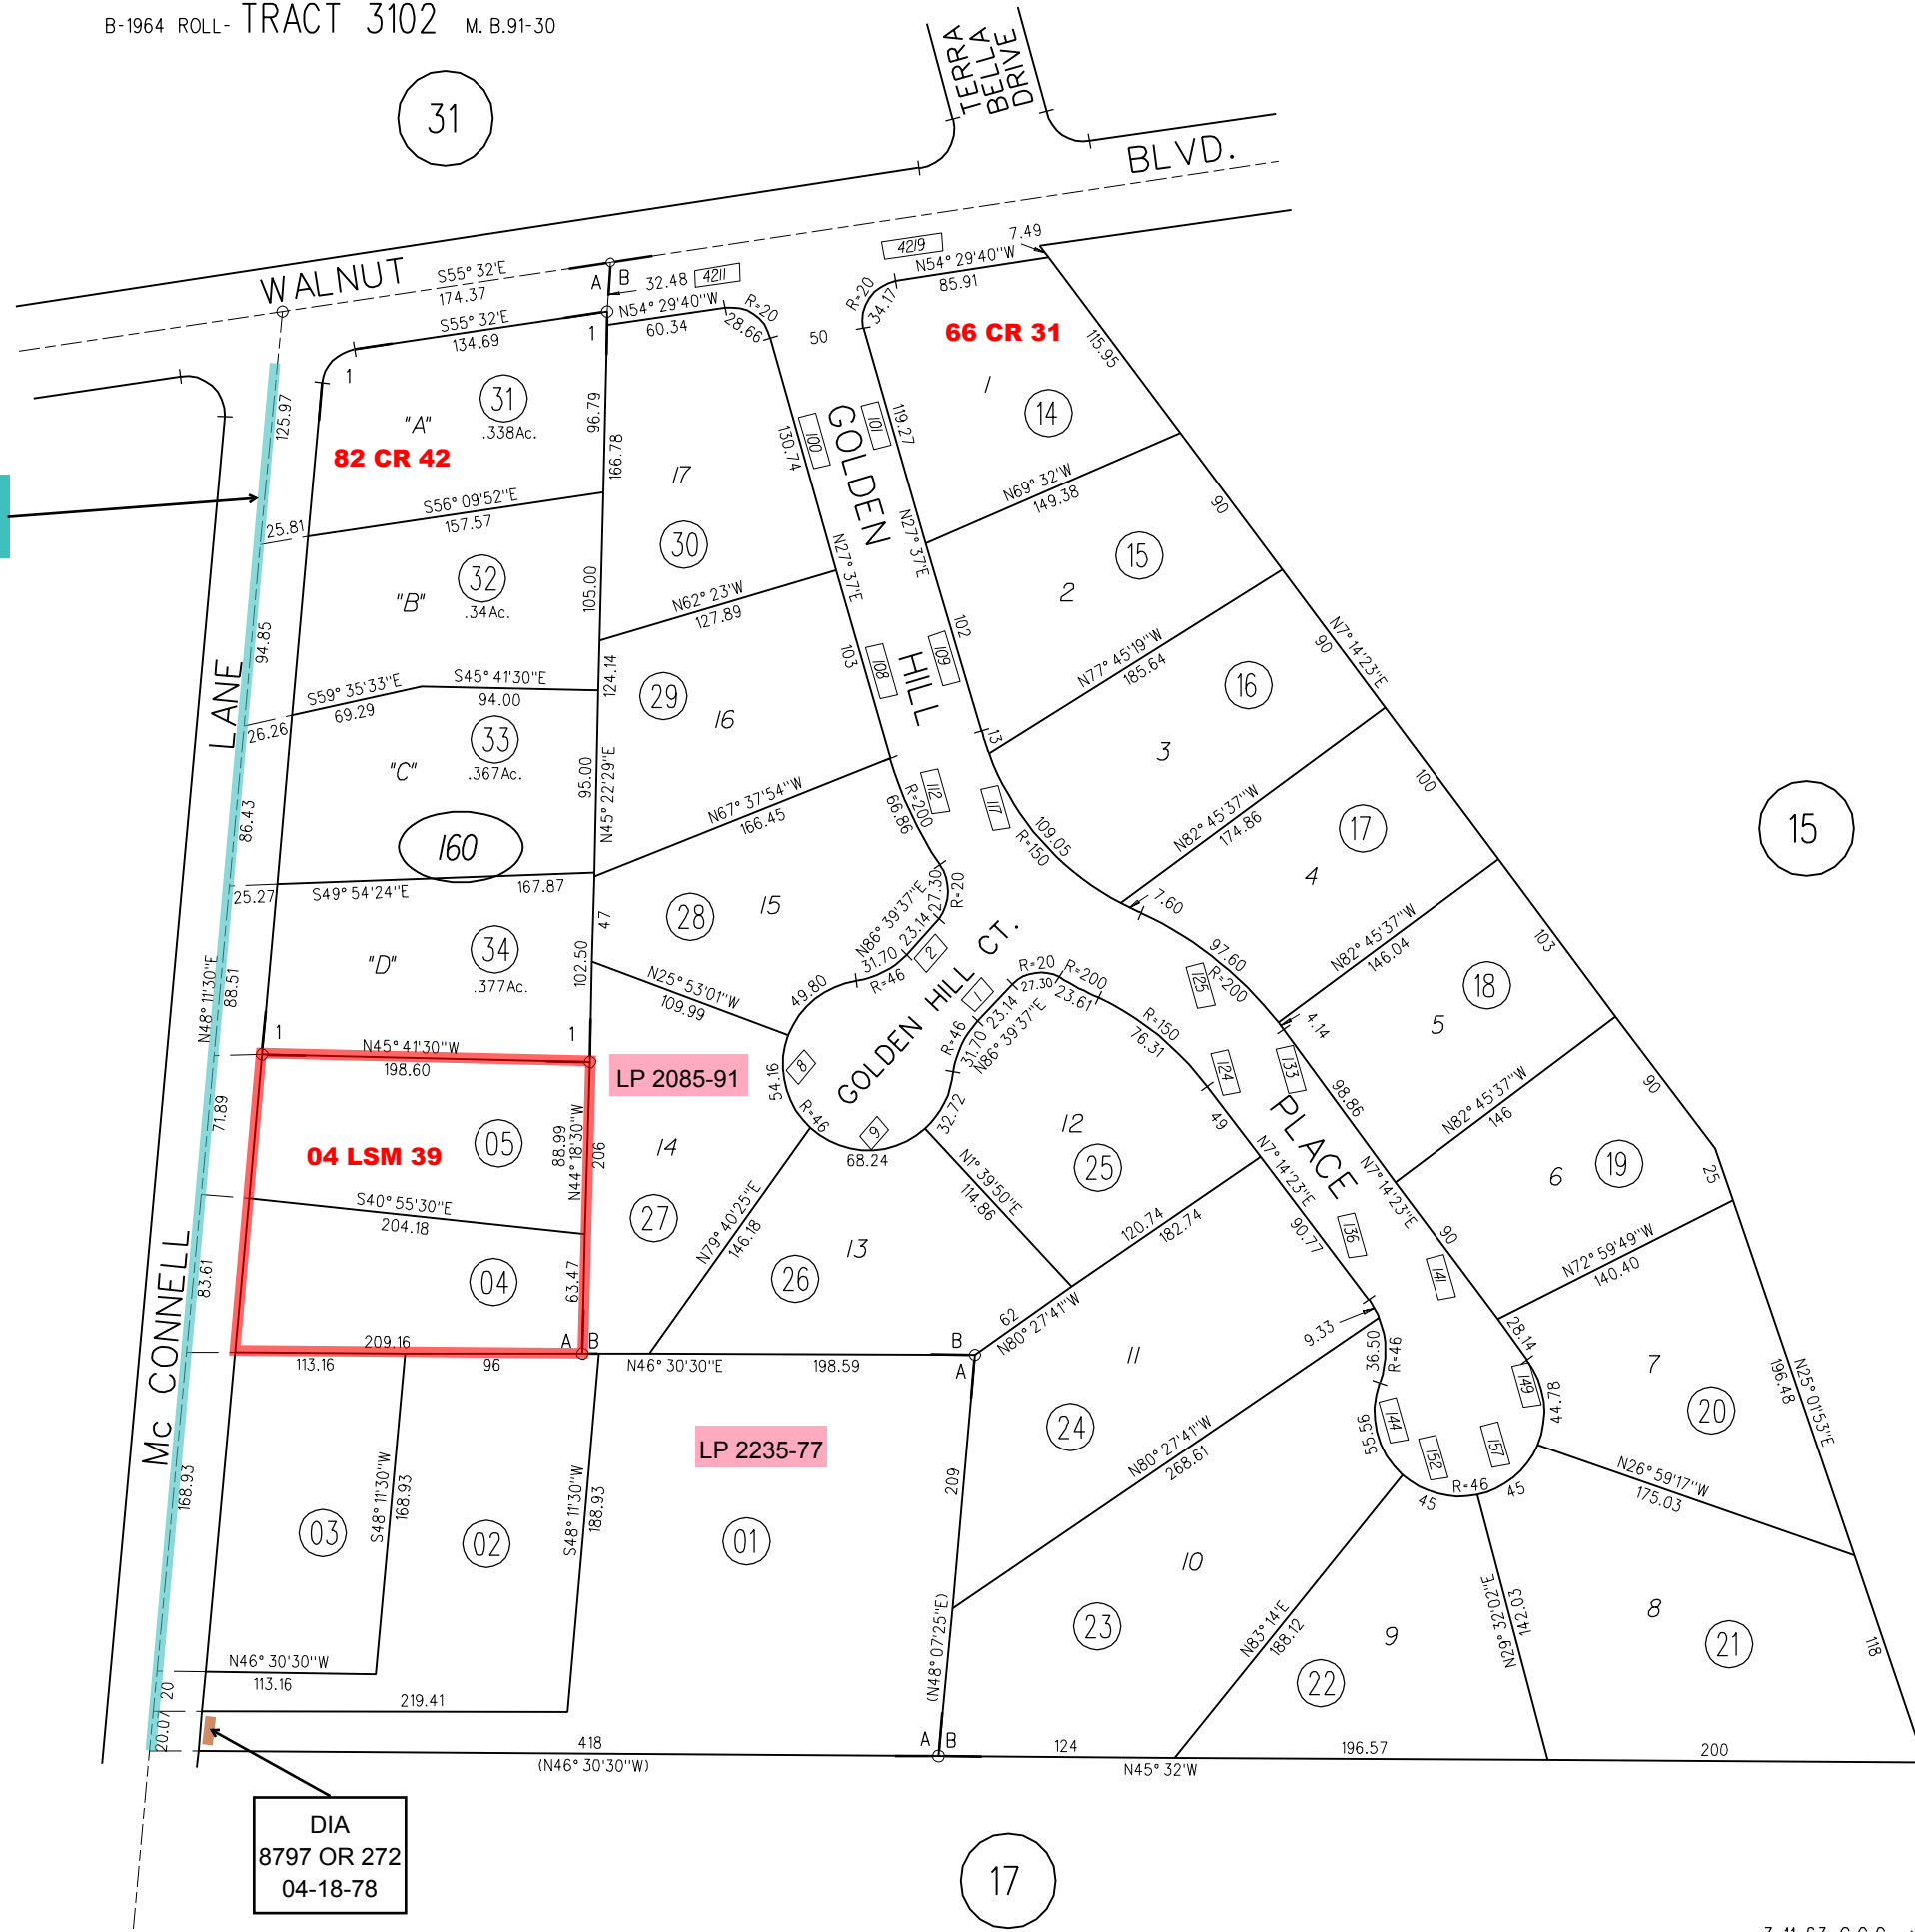 B-1964 ROLL- TRACT 3102 M. B.91-30
31
TERRA
BELLA
DRIVE
BLVD.
WALNUT
S55° 32'E
174.37
A
B
32.48
4211
4219
7.49
N54° 29'40"W
85.91
R=20
34.17
N54° 29'40"W
60.34
R=20
28.66
50
S55° 32'E
134.69
1
1
125.97
"A"
31
.338Ac.
82 CR 42
96.79
166.78
66 CR 31
1
14
115.95
17
30
130.74
100
GOLDEN
101
119.27
N69° 32'W
149.38
90
S56° 09'52"E
157.57
25.81
"B"
32
.34Ac.
105.00
N27° 37'E
N27° 37'E
15
2
N62° 23'W
127.89
94.85
LANE
S59° 35'33"E
69.29
S45° 41'30"E
94.00
26.26
124.14
29
16
103
108
HILL
109
102
N77° 45'19"W
185.64
16
90
N7° 14'23"E
"C"
33
.367Ac.
95.00
N45° 22'29"E
13
3
86.43
160
N67° 37'54"W
166.45
R=200
66.86
112
117
109.05
R=150
N82° 45'37"W
174.86
17
4
100
15
S49° 54'24"E
167.87
25.27
47
28
15
N86° 39'37"E
27.30
R=20
23.14
31.70
R=46
2
7.60
97.60
R=200
N82° 45'37"W
146.04
103
"D"
34
.377Ac.
102.50
N48° 11'30"E
88.51
N25° 53'01"W
109.99
49.80
GOLDEN HILL CT.
1
R=20
27.30
R=200
23.61
R=46
31.70
23.14
N86° 39'37"E
R=150
76.31
125
4.14
18
5
1
1
N45° 41'30"W
198.60
LP 2085-91
54.16
8
R=46
9
68.24
32.72
124
133
98.86
90
N82° 45'37"W
146
71.89
04 LSM 39
05
88.99
N44° 18'30"W
206
14
27
12
25
49
PLACE
N7° 14'23"E
N7° 14'23"E
6
19
25
S40° 55'30"E
204.18
N79° 40'25"E
146.18
N1° 39'50"E
114.86
120.74
182.74
90.77
136
141
90
N72° 59'49"W
140.40
83.61
04
63.47
13
26
62
N80° 27'41"W
9.33
28.14
Mc CONNELL
209.16
A
B
113.16
96
N46° 30'30"E
198.59
B
A
11
36.50
R=46
7
20
149
44.78
N25° 01'53"E
196.48
LP 2235-77
24
N80° 27'41"W
268.61
55.56
144
152
157
R=46
45
45
N26° 59'17"W
175.03
168.93
03
S48° 11'30"W
168.93
02
S48° 11'30"W
188.93
01
209
(N48° 07'25"E)
10
23
N83° 14'E
188.12
9
22
N29° 32'02"E
142.03
8
21
118
N46° 30'30"W
113.16
20
219.41
20.07
418
(N46° 30'30"W)
A
B
124
N45° 32'W
196.57
200
DIA
8797 OR 272
04-18-78
17